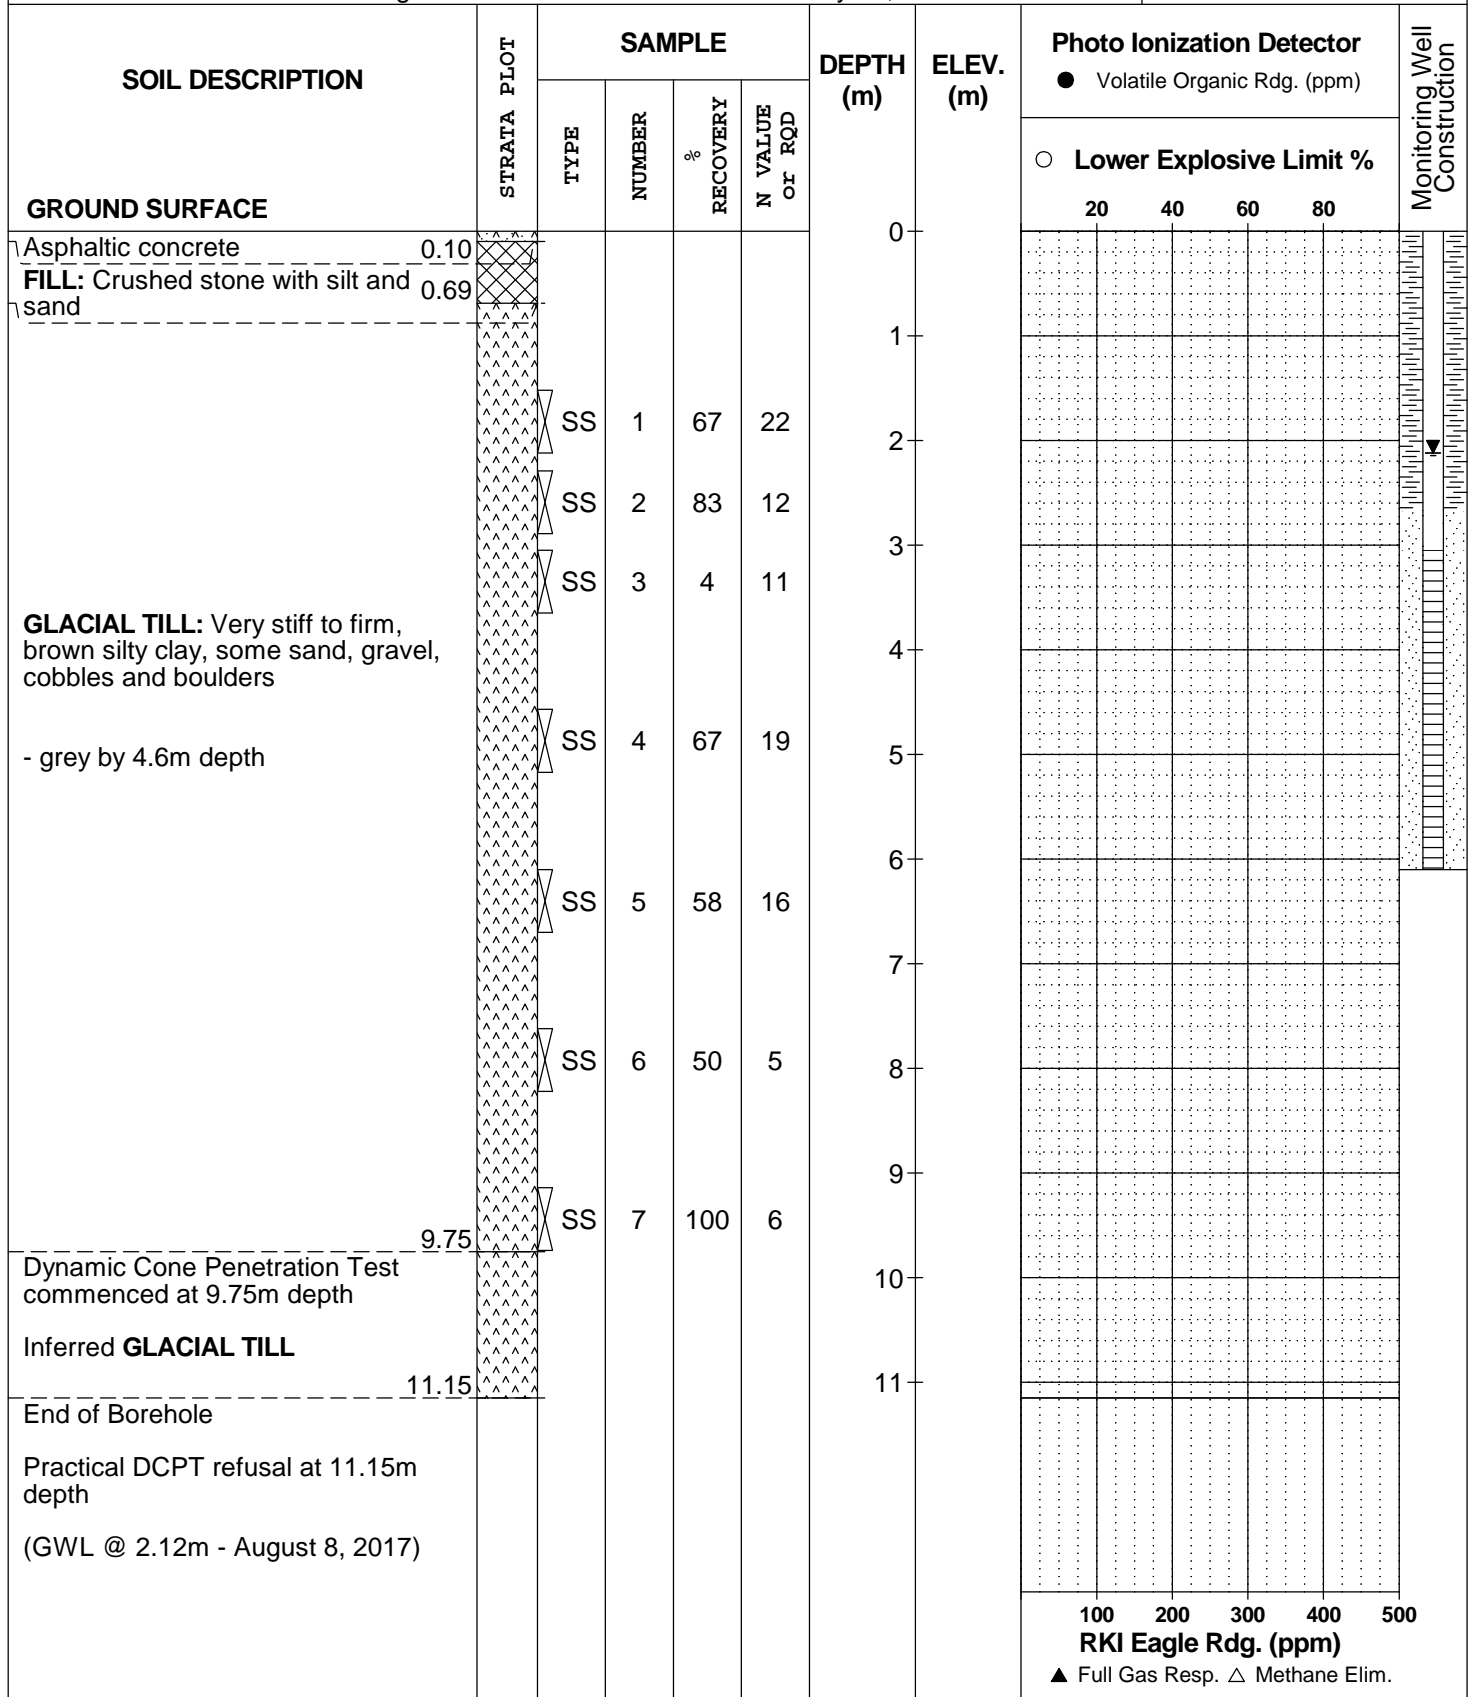 SOIL DESCRIPTION
GROUND SURFACE
STRATA PLOT
SAMPLE
TYPE
NUMBER
% RECOVERY
N VALUE or RQD
DEPTH
(m)
ELEV.
(m)
Photo Ionization Detector
● Volatile Organic Rdg. (ppm)
○ Lower Explosive Limit %
20 40 60 80
Monitoring Well
Construction
0
Asphaltic concrete 0.10
FILL: Crushed stone with silt and 0.69
sand
1
SS 1 67 22
2
SS 2 83 12
3
SS 3 4 11
GLACIAL TILL: Very stiff to firm,
brown silty clay, some sand, gravel,
cobbles and boulders
4
- grey by 4.6m depth
SS 4 67 19
5
6
SS 5 58 16
7
SS 6 50 5
8
9
SS 7 100 6
9.75
Dynamic Cone Penetration Test
commenced at 9.75m depth
10
Inferred GLACIAL TILL
11.15
11
End of Borehole
Practical DCPT refusal at 11.15m
depth
(GWL @ 2.12m - August 8, 2017)
100 200 300 400 500
RKI Eagle Rdg. (ppm)
▲ Full Gas Resp. △ Methane Elim.